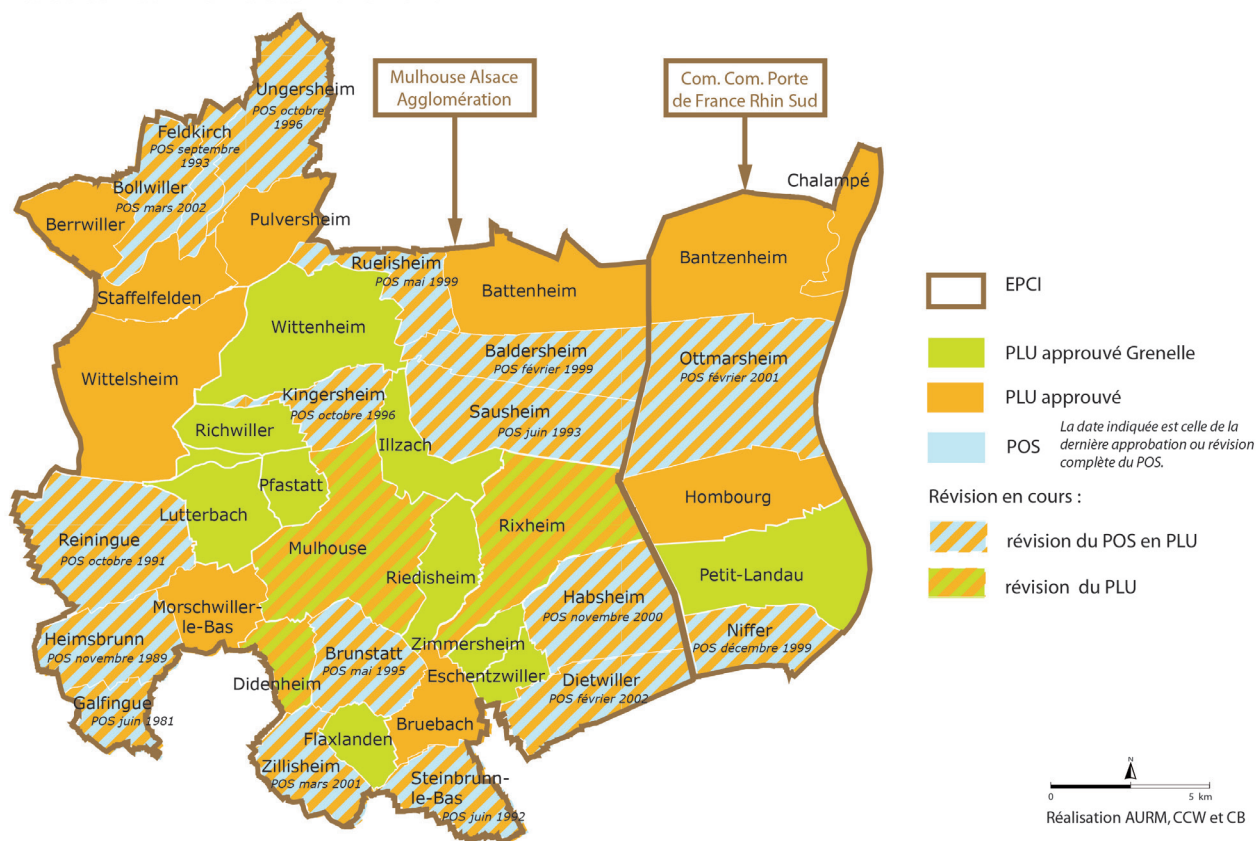 Mulhouse Alsace
Agglomération
Com. Com. Porte
de France Rhin Sud
Ungersheim
POS octobre
1996
Feldkirch
POS septembre
1993
Bollwiller
POS mars 2002
Berrwiller
Pulversheim
Staffelfelden
Ruelisheim
POS mai 1999
Battenheim
Chalampé
Bantzenheim
Wittenheim
Wittelsheim
Baldersheim
POS février 1999
Ottmarsheim
POS février 2001
Kingersheim
POS octobre 1996
Sausheim
POS juin 1993
Richwiller
Illzach
Pfastatt
Hombourg
Lutterbach
Rixheim
Reiningue
POS octobre 1991
Mulhouse
Riedisheim
Petit-Landau
Habsheim
POS novembre 2000
Morschwiller-
le-Bas
Heimsbrunn
POS novembre 1989
Zimmersheim
Niffer
POS décembre 1999
Brunstatt
POS mai 1995
Didenheim
Eschentzwiller
Dietwiller
POS février 2002
Galfingue
POS juin 1981
Bruebach
Flaxlanden
Zillisheim
POS mars 2001
Steinbrunn-
le-Bas
POS juin 1992
EPCI
PLU approuvé Grenelle
PLU approuvé
POS
La date indiquée est celle de la
dernière approbation ou révision
complète du POS.
Révision en cours :
révision du POS en PLU
révision du PLU
N
0 5 km
Réalisation AURM, CCW et CB